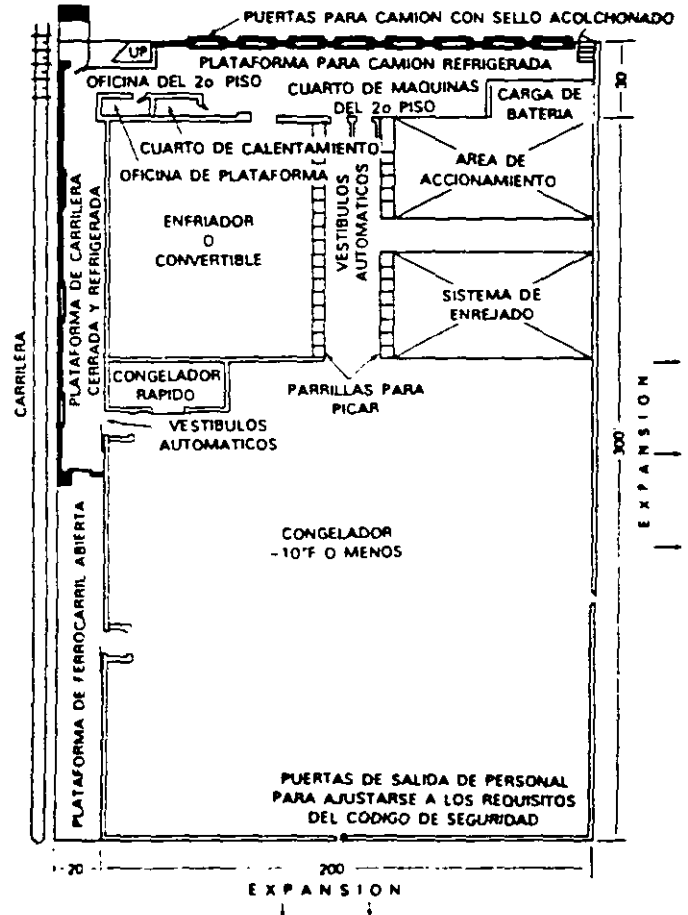 PUERTAS PARA CAMION CON SELLO ACOLCHONADO
UP
PLATAFORMA PARA CAMION REFRIGERADA
OFICINA DEL 2o PISO
CUARTO DE MAQUINAS
DEL 2o PISO
CARGA DE
BATERIA
30
CUARTO DE CALENTAMIENTO
OFICINA DE PLATAFORMA
AREA DE
ACCIONAMIENTO
ENFRIADOR
O
CONVERTIBLE
VESTIBULOS
AUTOMATICOS
SISTEMA DE
ENREJADO
PLATAFORMA DE CARRILERA
CERRADA Y REFRIGERADA
CARRILERA
CONGELADOR
RAPIDO
PARRILLAS PARA
PICAR
VESTIBULOS
AUTOMATICOS
300
EXPANSION
CONGELADOR
-10°F O MENOS
PLATAFORMA DE FERROCARRIL ABIERTA
PUERTAS DE SALIDA DE PERSONAL
PARA AJUSTARSE A LOS REQUISITOS
DEL CODIGO DE SEGURIDAD
20
200
EXPANSION